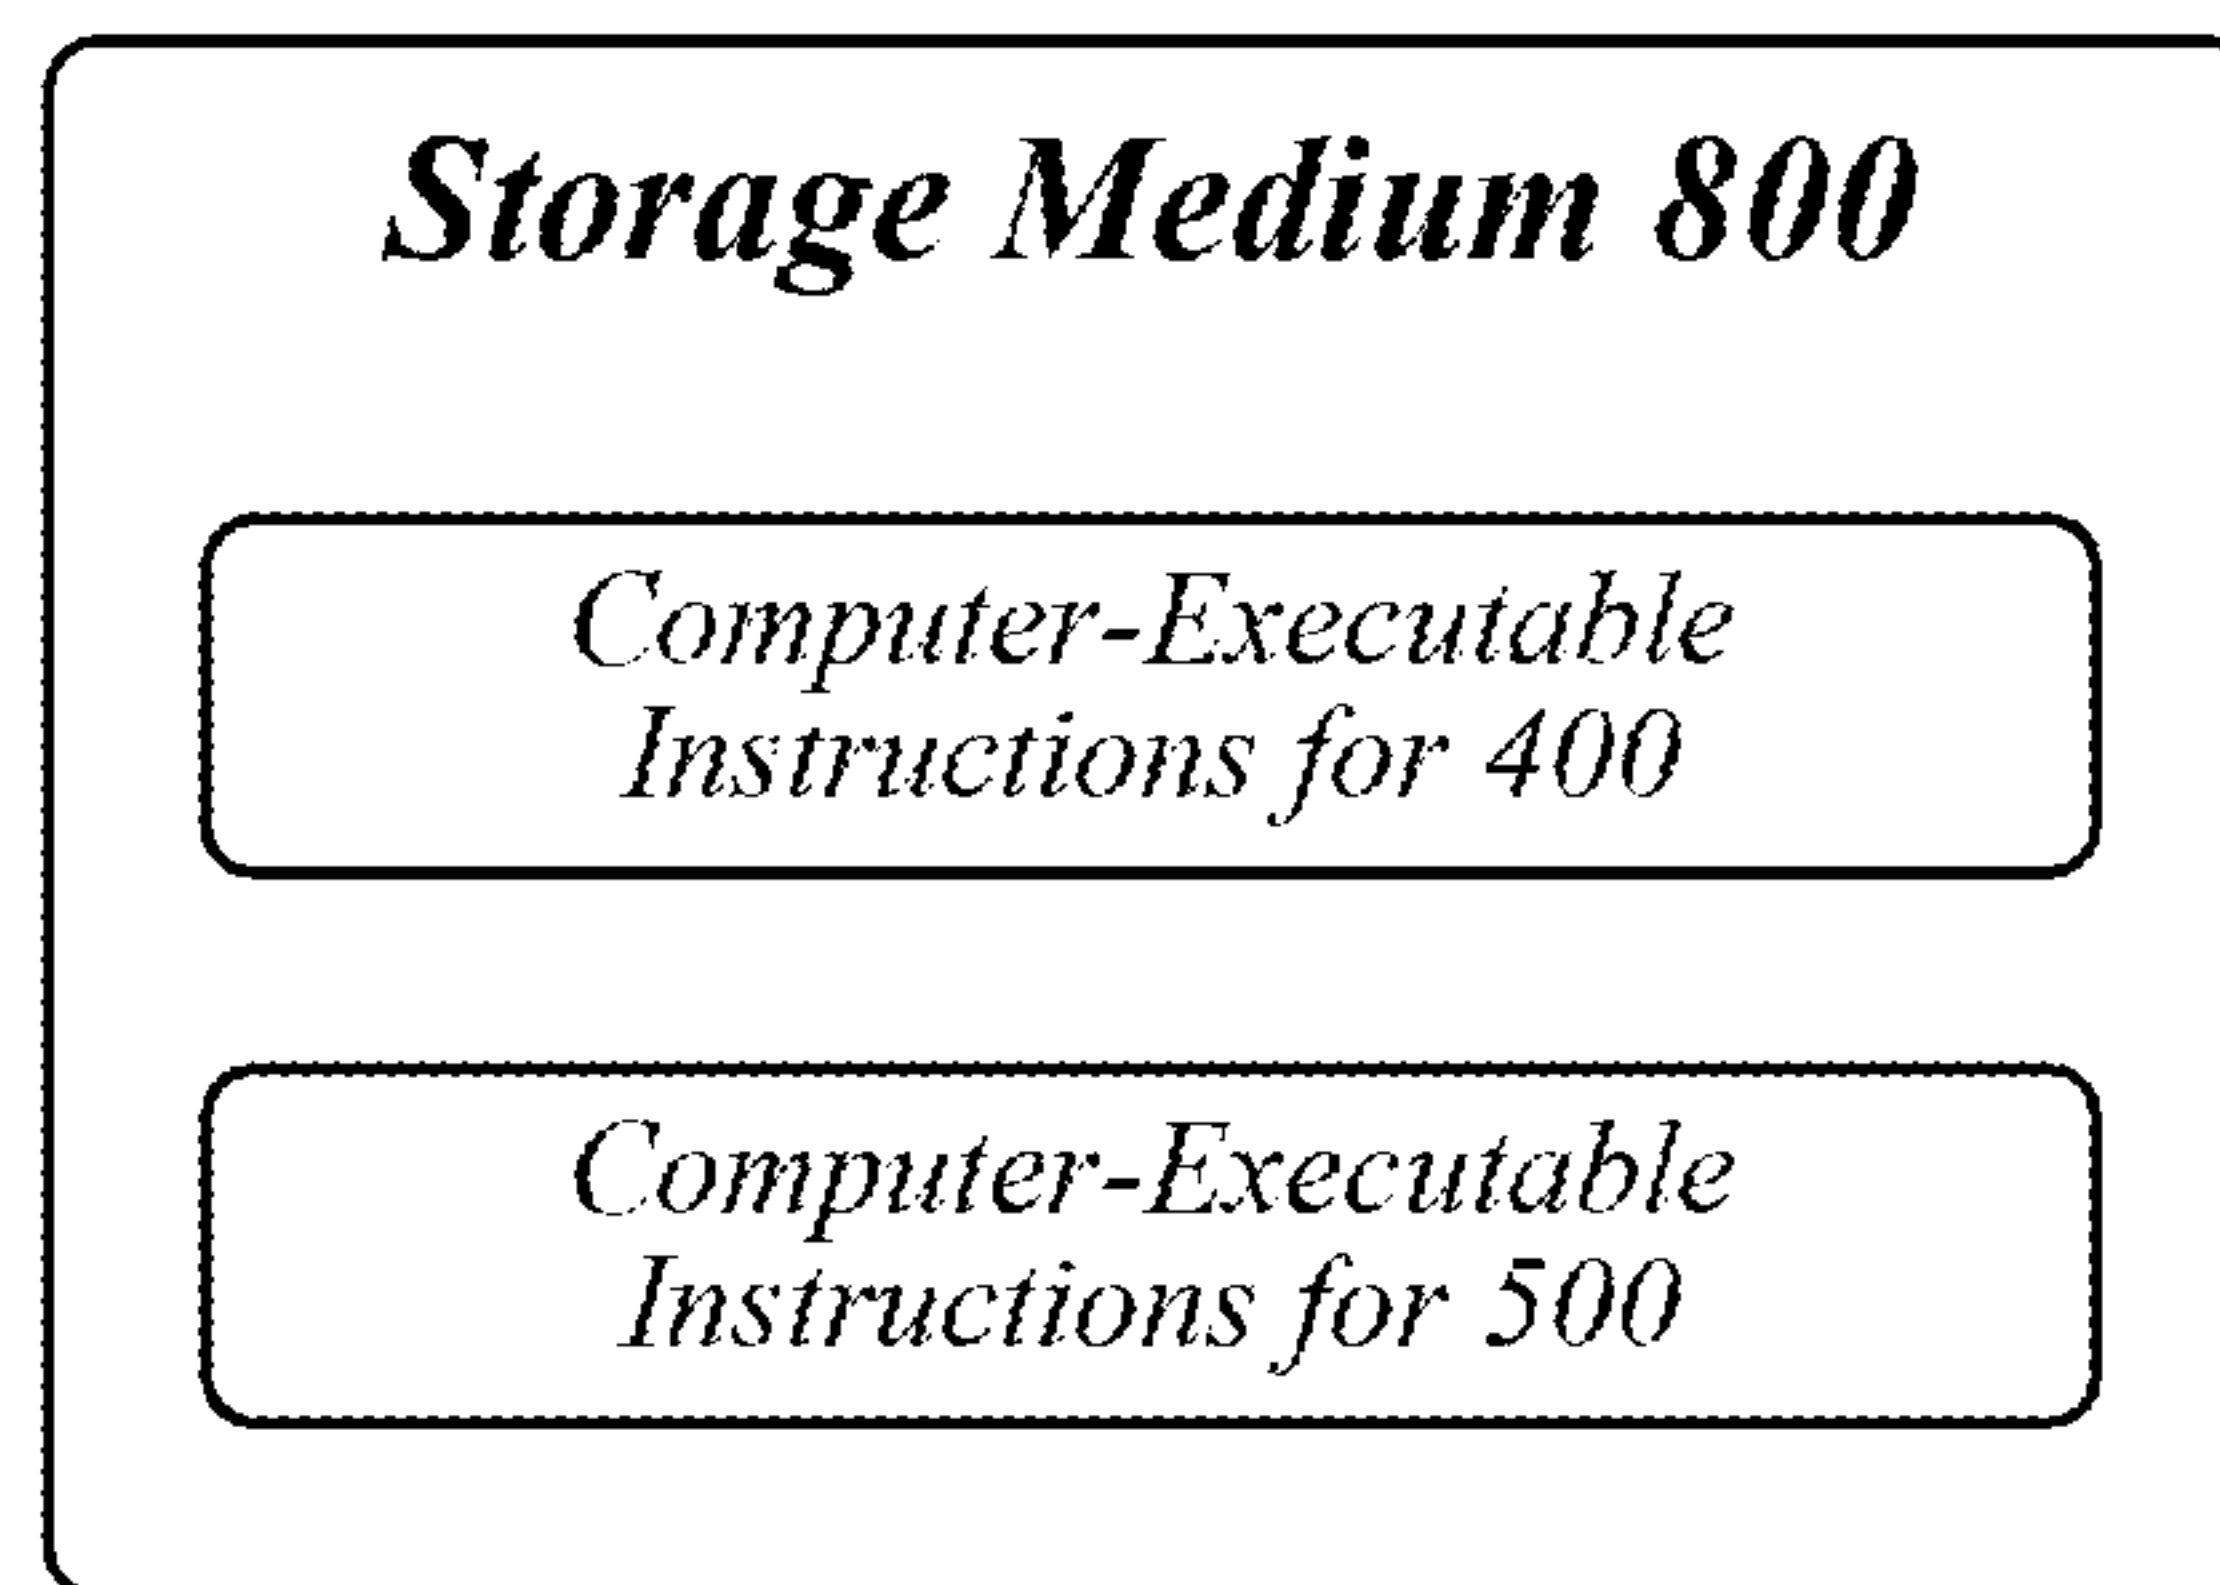 Storage Medium 800
Computer-Executable
Instructions for 400
Computer-Executable
Instructions for 500